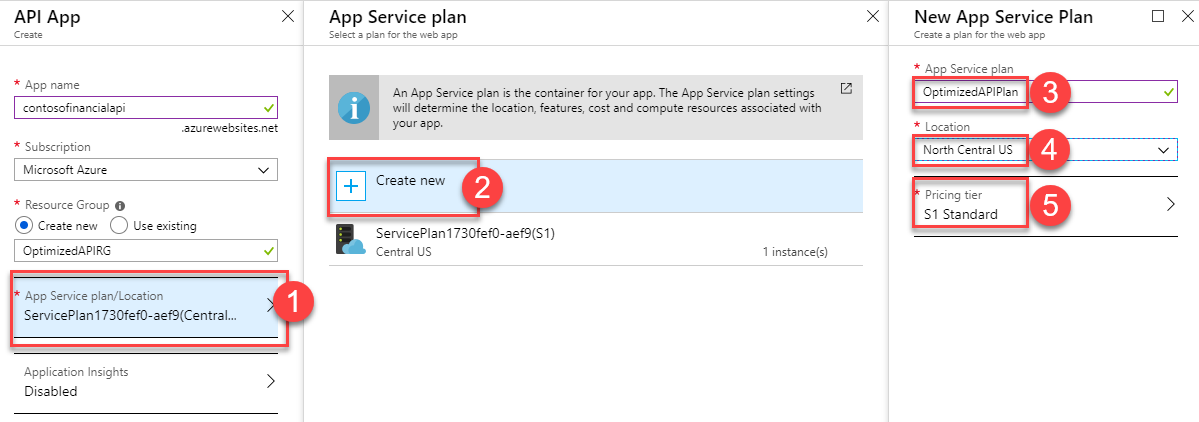 API App
Create
* App name
contosofinancialapi
.azurewebsites.net
* Subscription
Microsoft Azure
* Resource Group
Create new Use existing
OptimizedAPIRG
* App Service plan/Location
ServicePlan1730fef0-aef9(Central...
1
Application Insights
Disabled
App Service plan
Select a plan for the web app
An App Service plan is the container for your app. The App Service plan settings
will determine the location, features, cost and compute resources associated with
your app.
Create new
2
ServicePlan1730fef0-aef9(S1)
Central US 1 instance(s)
New App Service Plan
Create a plan for the web app
* App Service plan
OptimizedAPIPlan
3
* Location
North Central US
4
* Pricing tier
S1 Standard
5